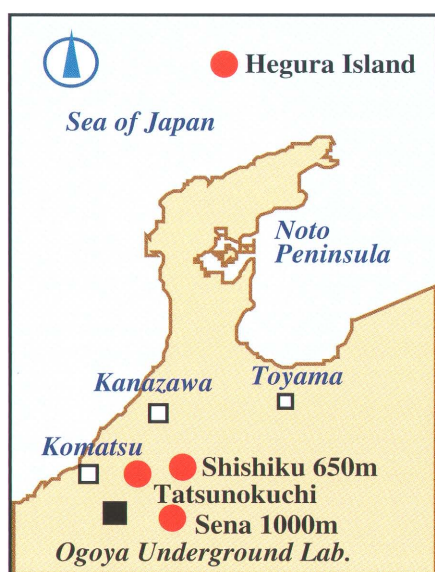 Hegura Island
Sea of Japan
Noto
Peninsula
Kanazawa
Toyama
Komatsu
Shishiku 650m
Tatsunokuchi
Sena 1000m
Ogoya Underground Lab.